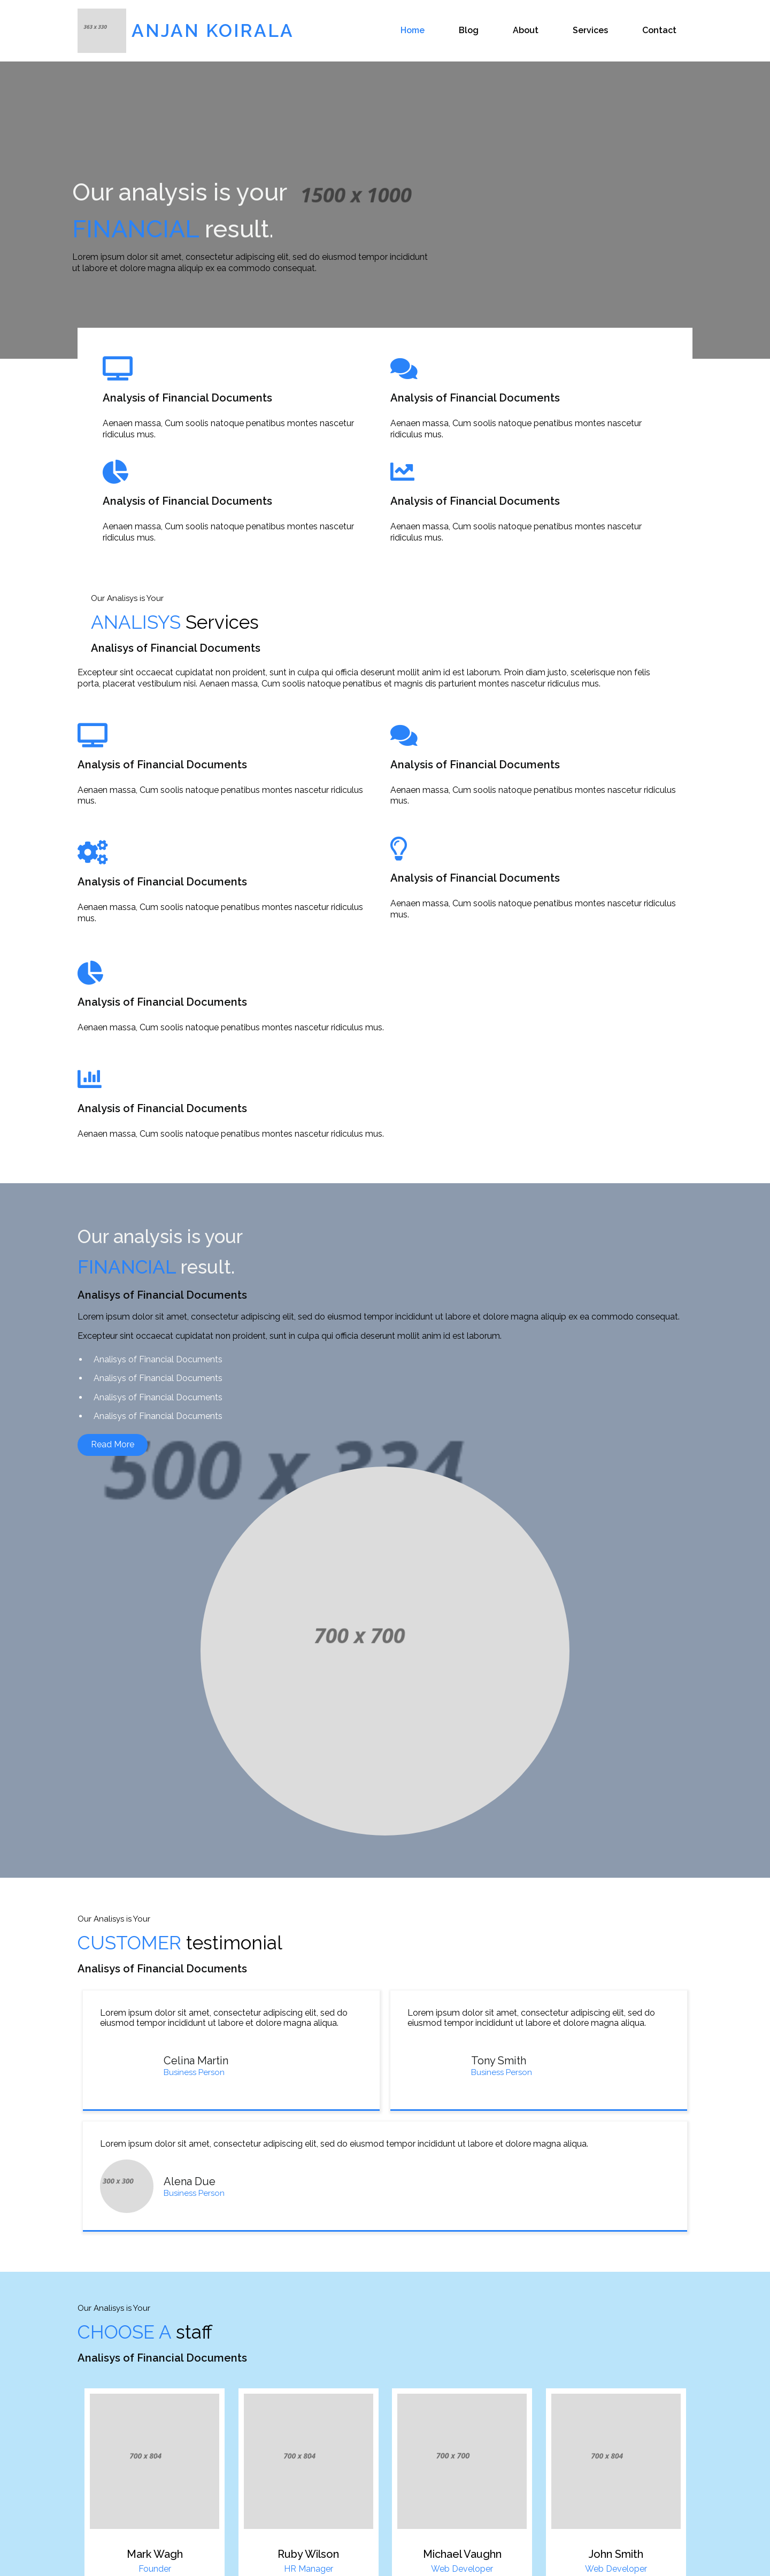 363 x 330
ANJAN KOIRALA
Home
Blog
About
Services
Contact
Our analysis is your
1500 x 1000
FINANCIAL result.
Lorem ipsum dolor sit amet, consectetur adipiscing elit, sed do eiusmod tempor incididunt
ut labore et dolore magna aliquip ex ea commodo consequat.
Analysis of Financial Documents
Aenaen massa, Cum soolis natoque penatibus montes nascetur
ridiculus mus.
Analysis of Financial Documents
Aenaen massa, Cum soolis natoque penatibus montes nascetur
ridiculus mus.
Analysis of Financial Documents
Aenaen massa, Cum soolis natoque penatibus montes nascetur
ridiculus mus.
Analysis of Financial Documents
Aenaen massa, Cum soolis natoque penatibus montes nascetur
ridiculus mus.
Our Analisys is Your
ANALISYS Services
Analisys of Financial Documents
Excepteur sint occaecat cupidatat non proident, sunt in culpa qui officia deserunt mollit anim id est laborum. Proin diam justo, scelerisque non felis
porta, placerat vestibulum nisi. Aenaen massa, Cum soolis natoque penatibus et magnis dis parturient montes nascetur ridiculus mus.
Analysis of Financial Documents
Aenaen massa, Cum soolis natoque penatibus montes nascetur ridiculus
mus.
Analysis of Financial Documents
Aenaen massa, Cum soolis natoque penatibus montes nascetur ridiculus
mus.
Analysis of Financial Documents
Aenaen massa, Cum soolis natoque penatibus montes nascetur ridiculus
mus.
Analysis of Financial Documents
Aenaen massa, Cum soolis natoque penatibus montes nascetur ridiculus
mus.
Analysis of Financial Documents
Aenaen massa, Cum soolis natoque penatibus montes nascetur ridiculus mus.
Analysis of Financial Documents
Aenaen massa, Cum soolis natoque penatibus montes nascetur ridiculus mus.
Our analysis is your
FINANCIAL result.
Analisys of Financial Documents
Lorem ipsum dolor sit amet, consectetur adipiscing elit, sed do eiusmod tempor incididunt ut labore et dolore magna aliquip ex ea commodo consequat.
Excepteur sint occaecat cupidatat non proident, sunt in culpa qui officia deserunt mollit anim id est laborum.
Analisys of Financial Documents
Analisys of Financial Documents
Analisys of Financial Documents
Analisys of Financial Documents
Read More
500 x 334
700 x 700
Our Analisys is Your
CUSTOMER testimonial
Analisys of Financial Documents
Lorem ipsum dolor sit amet, consectetur adipiscing elit, sed do
eiusmod tempor incididunt ut labore et dolore magna aliqua.
Celina Martin
Business Person
Lorem ipsum dolor sit amet, consectetur adipiscing elit, sed do
eiusmod tempor incididunt ut labore et dolore magna aliqua.
Tony Smith
Business Person
Lorem ipsum dolor sit amet, consectetur adipiscing elit, sed do eiusmod tempor incididunt ut labore et dolore magna aliqua.
300 x 300
Alena Due
Business Person
Our Analisys is Your
CHOOSE A staff
Analisys of Financial Documents
700 x 804
Mark Wagh
Founder
700 x 804
Ruby Wilson
HR Manager
700 x 700
Michael Vaughn
Web Developer
700 x 804
John Smith
Web Developer